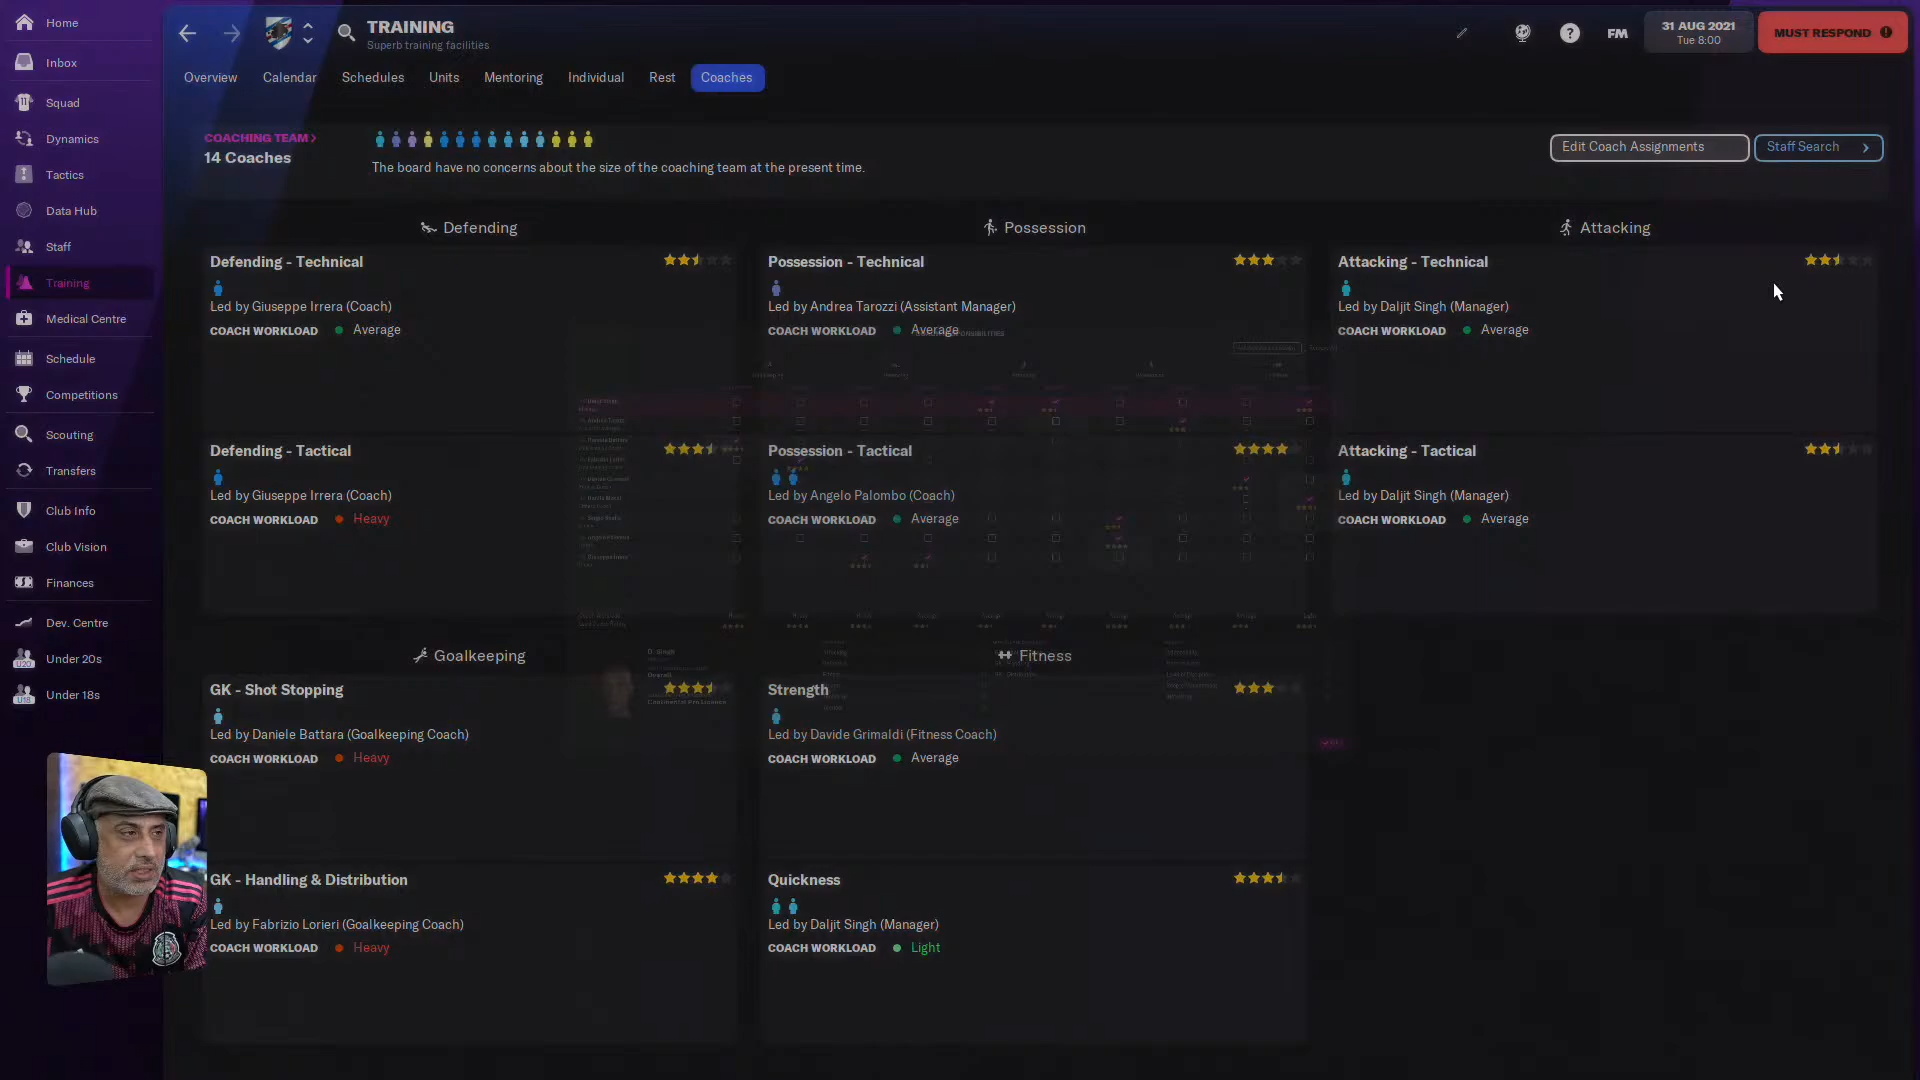 Home
TRAINING
Superb training facilities
FM
31 AUG 2021
Tue 8:00
MUST RESPOND
Inbox
Overview
Calendar
Schedules
Units
Mentoring
Individual
Rest
Coaches
Squad
Dynamics
Tactics
Data Hub
Staff
Training
Medical Centre
Schedule
Competitions
Scouting
Transfers
Club Info
Club Vision
Finances
Dev. Centre
Under 20s
Under 18s
COACHING TEAM >
14 Coaches
The board have no concerns about the size of the coaching team at the present time.
Edit Coach Assignments
Staff Search
Defending
Possession
Attacking
Defending - Technical
Led by Giuseppe Irrera (Coach)
COACH WORKLOAD Average
Possession - Technical
Led by Andrea Tarozzi (Assistant Manager)
COACH WORKLOAD Average
Attacking - Technical
Led by Daljit Singh (Manager)
COACH WORKLOAD Average
Defending - Tactical
Led by Giuseppe Irrera (Coach)
COACH WORKLOAD Heavy
Possession - Tactical
Led by Angelo Palombo (Coach)
COACH WORKLOAD Average
Attacking - Tactical
Led by Daljit Singh (Manager)
COACH WORKLOAD Average
Goalkeeping
Fitness
GK - Shot Stopping
Led by Daniele Battara (Goalkeeping Coach)
COACH WORKLOAD Heavy
Strength
Led by Davide Grimaldi (Fitness Coach)
COACH WORKLOAD Average
GK - Handling & Distribution
Led by Fabrizio Lorieri (Goalkeeping Coach)
COACH WORKLOAD Heavy
Quickness
Led by Daljit Singh (Manager)
COACH WORKLOAD Light
D. Singh
Continental Pro Licence